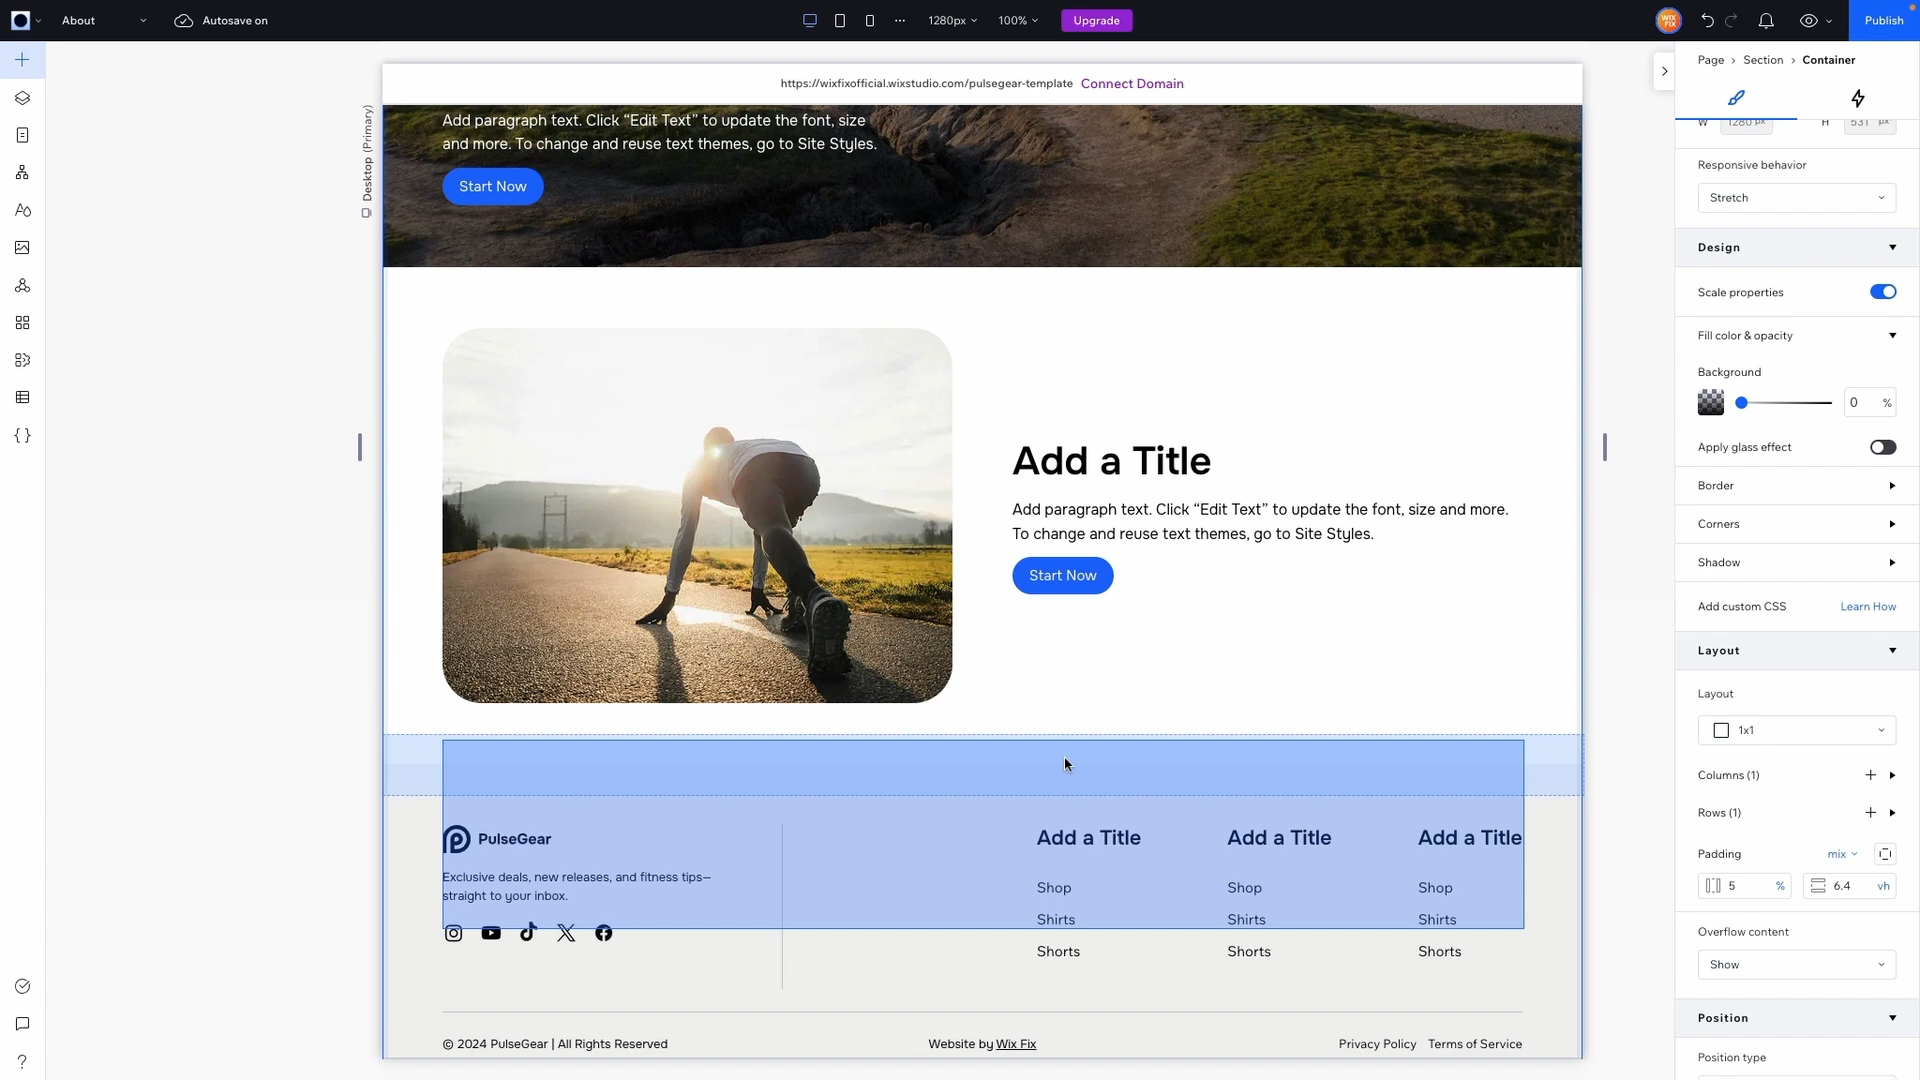 About
Autosave on
1280px
100%
Upgrade
WIX FIX
Publish
https://wixfixofficial.wixstudio.com/pulsegear-template Connect Domain
Desktop (Primary)
Add paragraph text. Click “Edit Text” to update the font, size
and more. To change and reuse text themes, go to Site Styles.
Start Now
Add a Title
Add paragraph text. Click “Edit Text” to update the font, size and more.
To change and reuse text themes, go to Site Styles.
Start Now
PulseGear
Exclusive deals, new releases, and fitness tips—
straight to your inbox.
Add a Title
Shop
Shirts
Shorts
Add a Title
Shop
Shirts
Shorts
Add a Title
Shop
Shirts
Shorts
© 2024 PulseGear | All Rights Reserved
Website by Wix Fix
Privacy Policy
Terms of Service
Page > Section > Container
W 1280 px H 531 px
Responsive behavior
Stretch
Design
Scale properties
Fill color & opacity
Background
0 %
Apply glass effect
Border
Corners
Shadow
Add custom CSS Learn How
Layout
Layout
1x1
Columns (1)
Rows (1)
Padding mix
5 % 6.4 vh
Overflow content
Show
Position
Position type